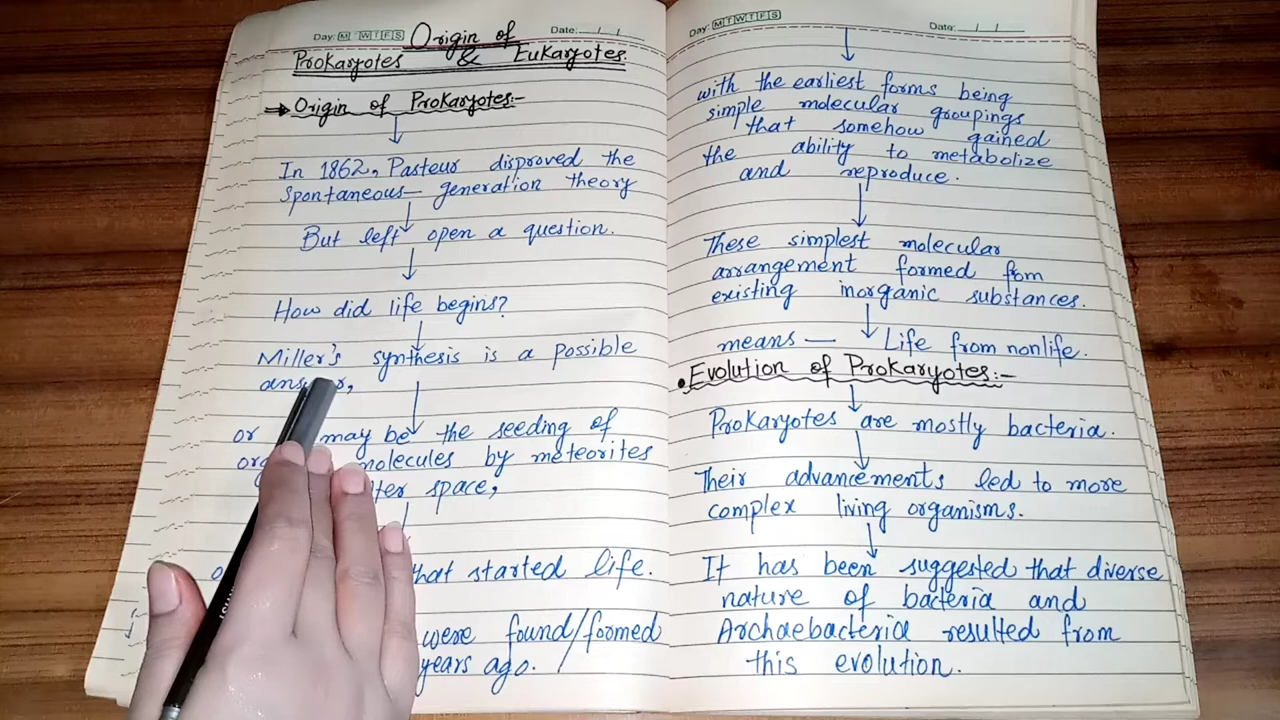 Day: M T W T F S Origin of Date: / /
Prokaryotes & Eukaryotes.
Origin of Prokaryotes:-
In 1862, Pasteur disproved the
Spontaneous- generation theory
But left open a question.
How did life begins?
Miller's synthesis is a possible
or may be the seeding of
molecules by meteorites
space,
that started life.
were found/formed
years ago.
Day: M T W T F S Date: / /
with the earliest forms being
simple molecular groupings
that somehow gained
the ability to metabolize
and reproduce.
These simplest molecular
arrangement formed from
existing inorganic substances.
means — Life from nonlife.
• Evolution of Prokaryotes:-
Prokaryotes are mostly bacteria.
Their advancements led to more
complex living organisms.
It has been suggested that diverse
nature of bacteria and
Archaebacteria resulted from
this evolution.